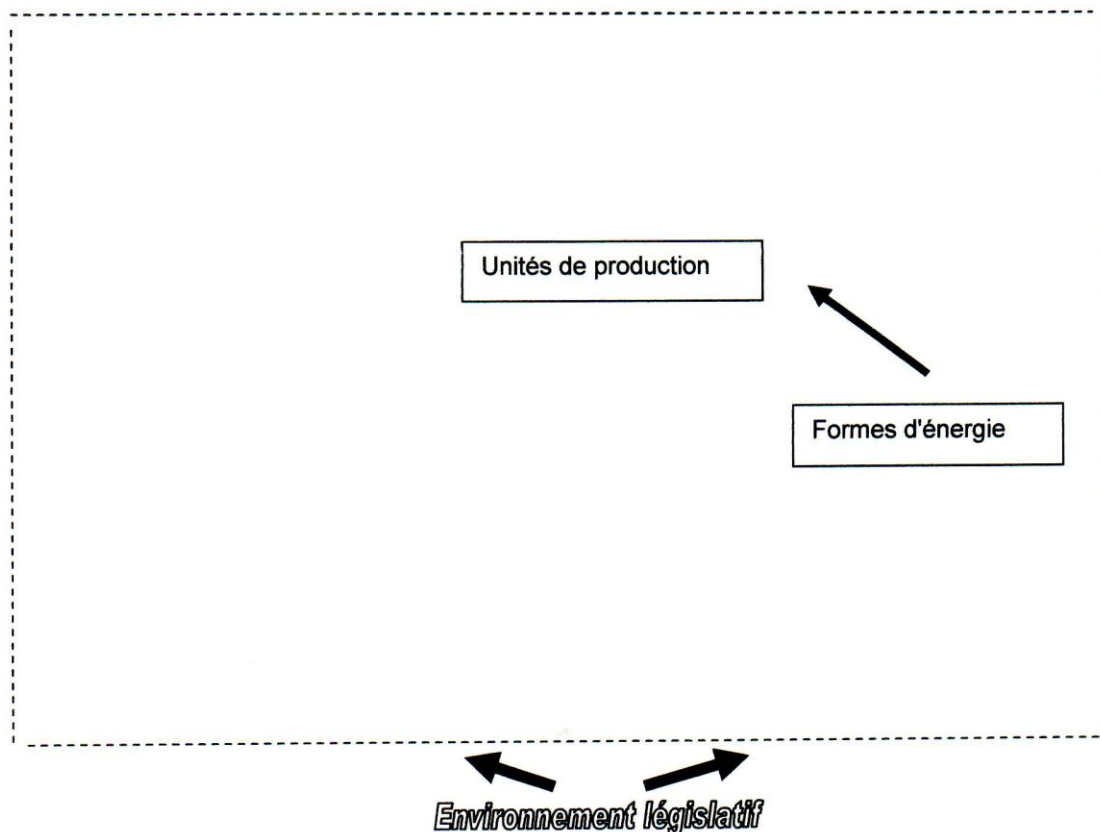 Unités de production
Formes d'énergie
Environnement législatif